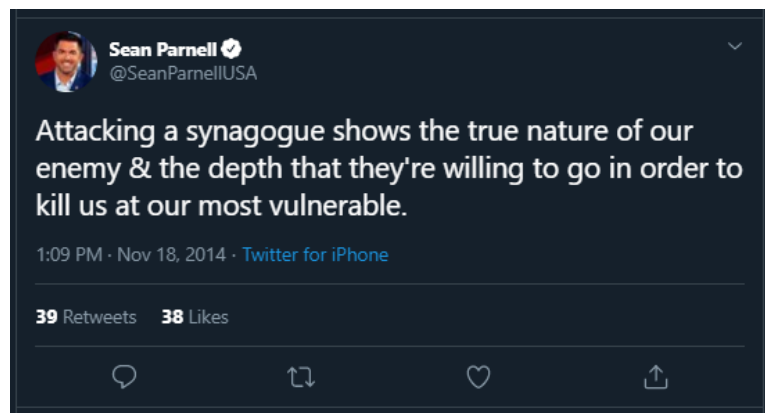 Sean Parnell
@SeanParnellUSA
Attacking a synagogue shows the true nature of our
enemy & the depth that they're willing to go in order to
kill us at our most vulnerable.
1:09 PM · Nov 18, 2014 · Twitter for iPhone
39 Retweets 38 Likes